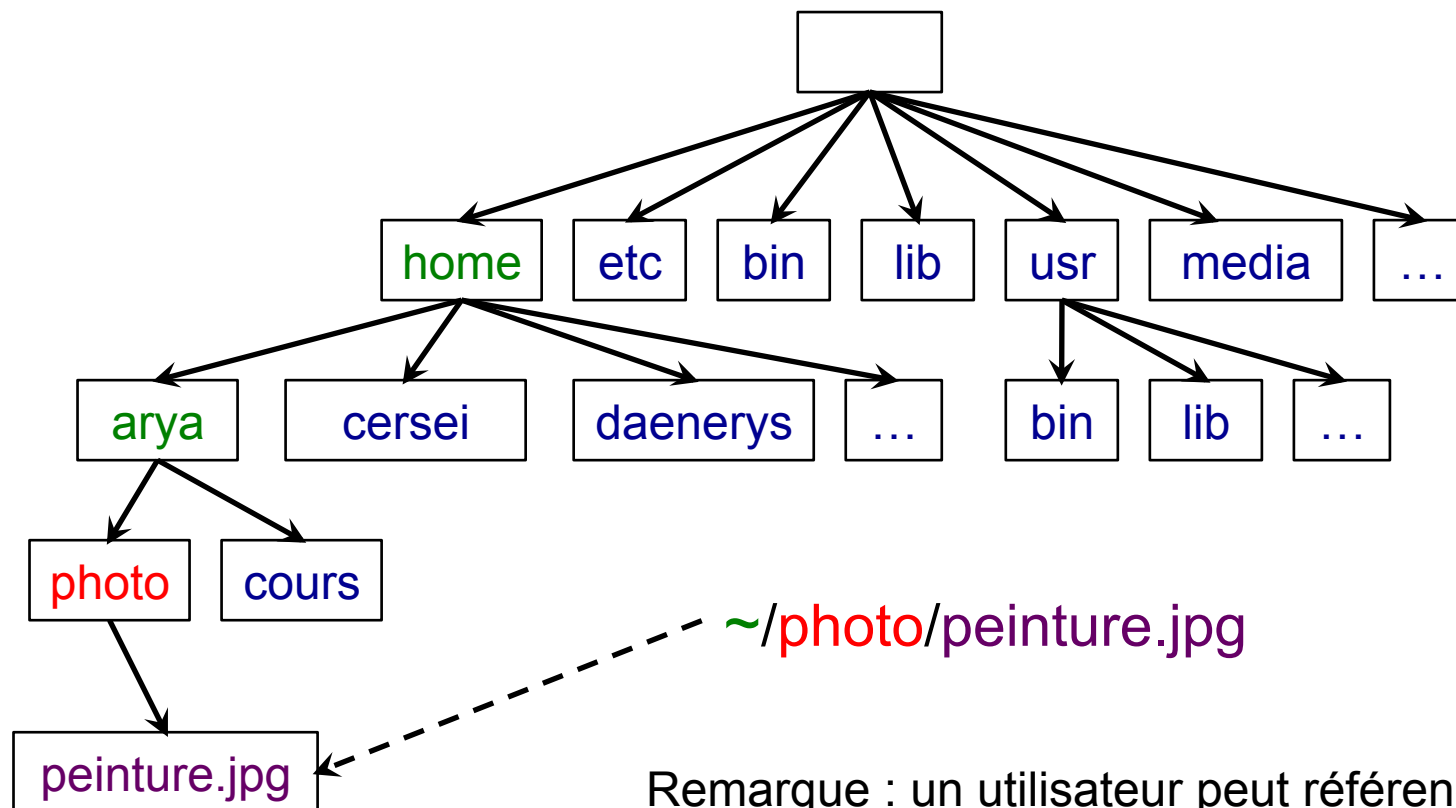 home etc bin lib usr media …
arya cersei daenerys … bin lib …
photo cours
~/photo/peinture.jpg
peinture.jpg
Remarque : un utilisateur peut référen